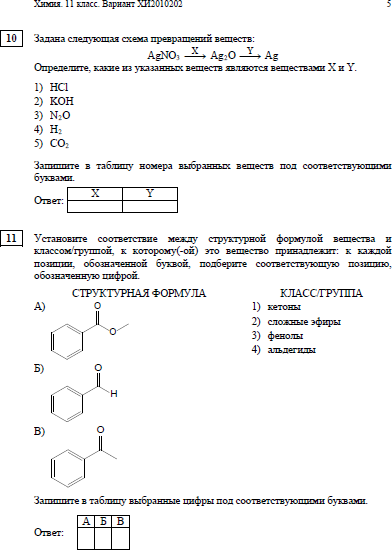 Химия. 11 класс. Вариант ХИ2010202 5
10 Задана следующая схема превращений веществ:
AgNO₃ —X→ Ag₂O —Y→ Ag
Определите, какие из указанных веществ являются веществами X и Y.
1) HCl
2) KOH
3) N₂O
4) H₂
5) CO₂
Запишите в таблицу номера выбранных веществ под соответствующими
буквами.
X Y
Ответ:
11 Установите соответствие между структурной формулой вещества и
классом/группой, к которому(-ой) это вещество принадлежит: к каждой
позиции, обозначенной буквой, подберите соответствующую позицию,
обозначенную цифрой.
СТРУКТУРНАЯ ФОРМУЛА КЛАСС/ГРУППА
А) 1) кетоны
2) сложные эфиры
3) фенолы
4) альдегиды
O
O
Б)
O
H
В)
O
Запишите в таблицу выбранные цифры под соответствующими буквами.
А Б В
Ответ: